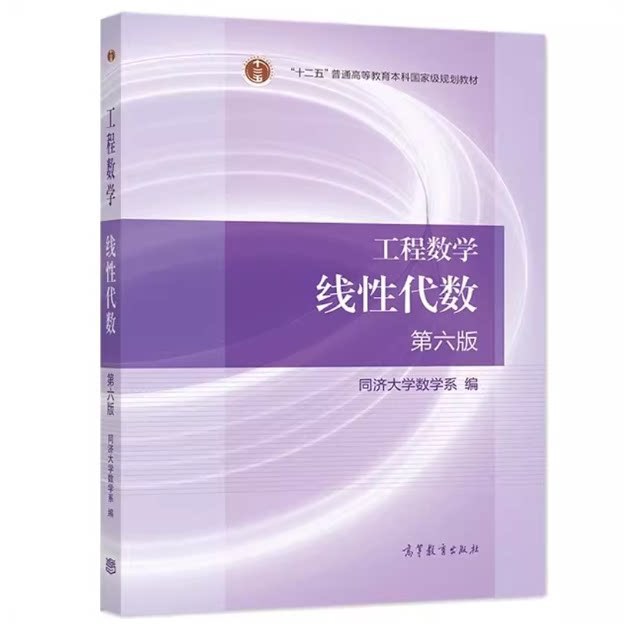 "十二五"普通高等教育本科国家级规划教材
工程数学
线性代数
第六版
同济大学数学系 编
高等教育出版社
工程数学
线性代数
第六版
同济大学数学系 编